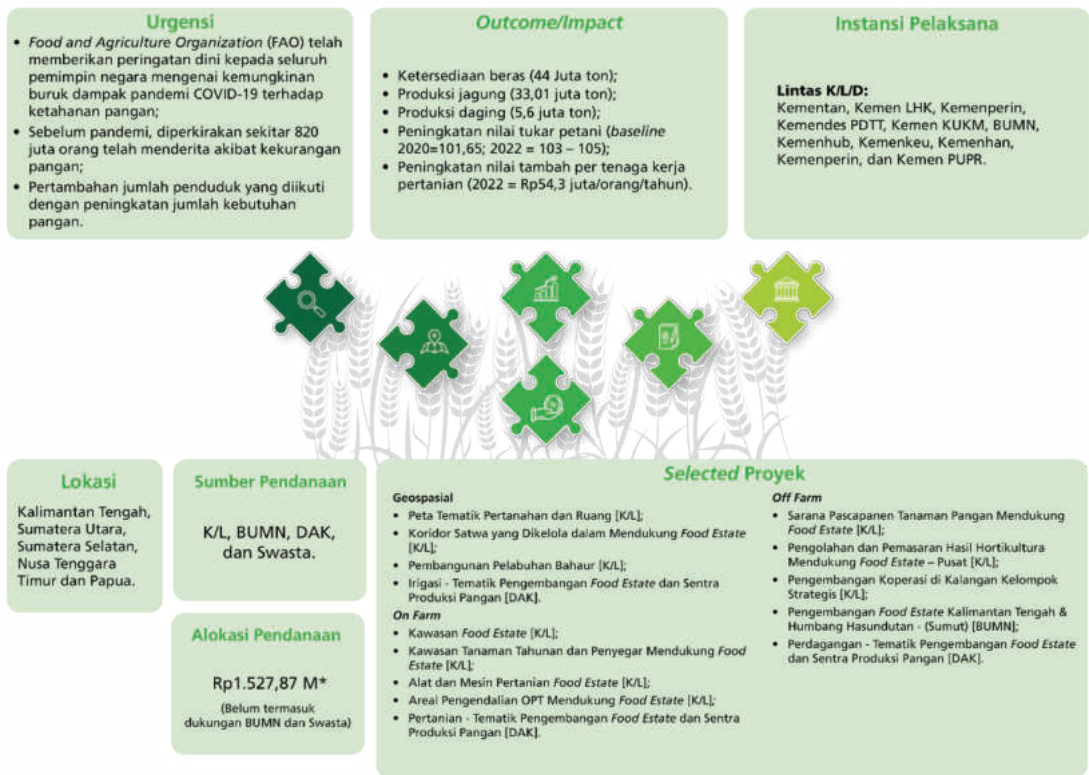 Urgensi
• Food and Agriculture Organization (FAO) telah
memberikan peringatan dini kepada seluruh
pemimpin negara mengenai kemungkinan
buruk dampak pandemi COVID-19 terhadap
ketahanan pangan;
• Sebelum pandemi, diperkirakan sekitar 820
juta orang telah menderita akibat kekurangan
pangan;
• Pertambahan jumlah penduduk yang diikuti
dengan peningkatan jumlah kebutuhan
pangan.
Outcome/Impact
• Ketersediaan beras (44 Juta ton);
• Produksi jagung (33,01 juta ton);
• Produksi daging (5,6 juta ton);
• Peningkatan nilai tukar petani (baseline
2020=101,65; 2022 = 103 – 105);
• Peningkatan nilai tambah per tenaga kerja
pertanian (2022 = Rp54,3 juta/orang/tahun).
Instansi Pelaksana
Lintas K/L/D:
Kementan, Kemen LHK, Kemenperin,
Kemendes PDTT, Kemen KUKM, BUMN,
Kemenhub, Kemenkeu, Kemenhan,
Kemenperin, dan Kemen PUPR.
Lokasi
Kalimantan Tengah,
Sumatera Utara,
Sumatera Selatan,
Nusa Tenggara
Timur dan Papua.
Sumber Pendanaan
K/L, BUMN, DAK,
dan Swasta.
Alokasi Pendanaan
Rp1.527,87 M*
(Belum termasuk
dukungan BUMN dan Swasta)
Selected Proyek
Geospasial
• Peta Tematik Pertanahan dan Ruang [K/L];
• Koridor Satwa yang Dikelola dalam Mendukung Food Estate
[K/L];
• Pembangunan Pelabuhan Bahaur [K/L];
• Irigasi - Tematik Pengembangan Food Estate dan Sentra
Produksi Pangan [DAK].
On Farm
• Kawasan Food Estate [K/L];
• Kawasan Tanaman Tahunan dan Penyegar Mendukung Food
Estate [K/L];
• Alat dan Mesin Pertanian Food Estate [K/L];
• Areal Pengendalian OPT Mendukung Food Estate [K/L];
• Pertanian - Tematik Pengembangan Food Estate dan Sentra
Produksi Pangan [DAK].
Off Farm
• Sarana Pascapanen Tanaman Pangan Mendukung
Food Estate [K/L];
• Pengolahan dan Pemasaran Hasil Hortikultura
Mendukung Food Estate – Pusat [K/L];
• Pengembangan Koperasi di Kalangan Kelompok
Strategis [K/L];
• Pengembangan Food Estate Kalimantan Tengah &
Humbang Hasundutan - (Sumut) [BUMN];
• Perdagangan - Tematik Pengembangan Food Estate
dan Sentra Produksi Pangan [DAK].